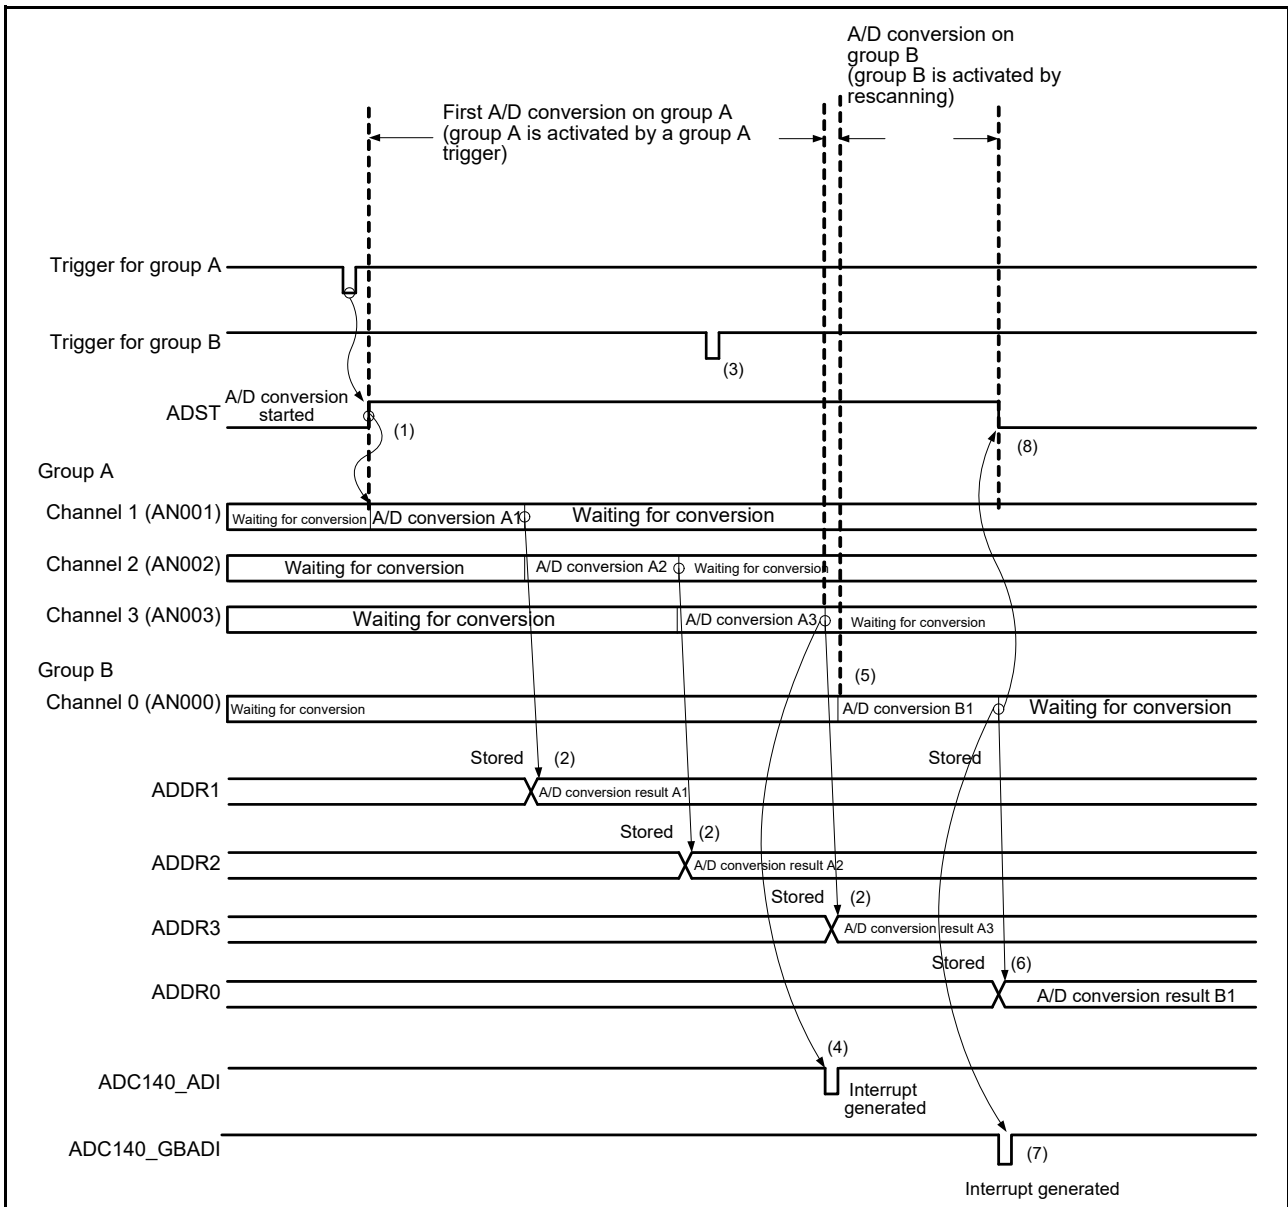 A/D conversion on
group B
(group B is activated by
rescanning)
First A/D conversion on group A
(group A is activated by a group A
trigger)
Trigger for group A
Trigger for group B
(3)
A/D conversion
started
ADST
(1)
(8)
Group A
Channel 1 (AN001)
Waiting for conversion
A/D conversion A1
Waiting for conversion
Channel 2 (AN002)
Waiting for conversion
A/D conversion A2
Waiting for conversion
Channel 3 (AN003)
Waiting for conversion
A/D conversion A3
Waiting for conversion
Group B
(5)
Channel 0 (AN000)
Waiting for conversion
A/D conversion B1
Waiting for conversion
Stored
(2)
Stored
ADDR1
A/D conversion result A1
Stored
(2)
ADDR2
A/D conversion result A2
Stored
(2)
ADDR3
A/D conversion result A3
Stored
(6)
ADDR0
A/D conversion result B1
(4)
ADC140_ADI
Interrupt
generated
ADC140_GBADI
(7)
Interrupt generated